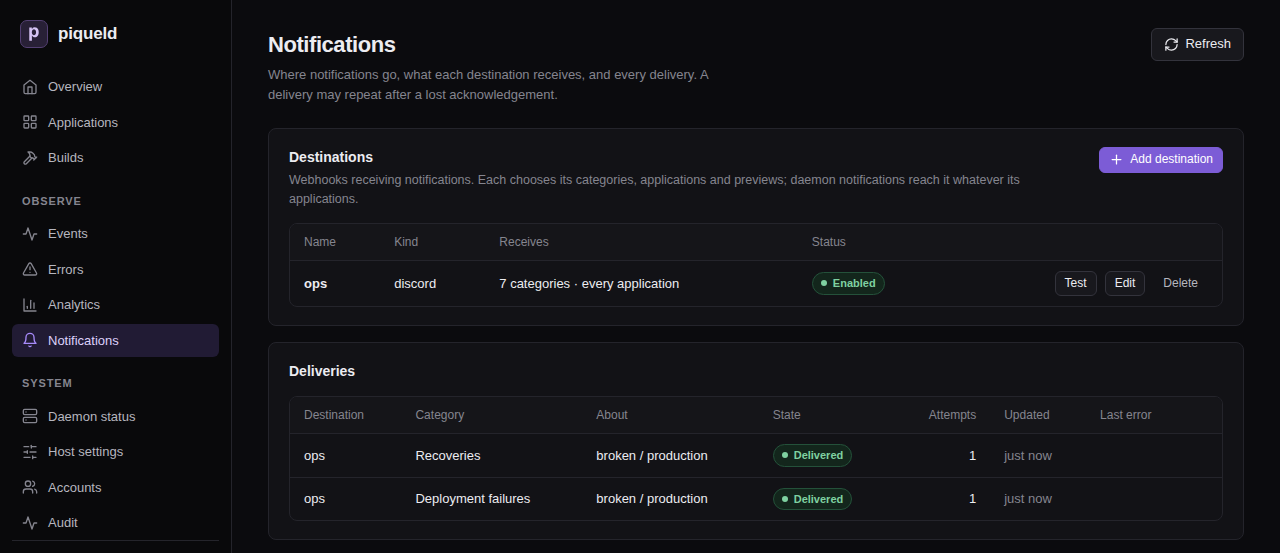 p piqueld
Overview
Applications
Builds
OBSERVE
Events
Errors
Analytics
Notifications
SYSTEM
Daemon status
Host settings
Accounts
Audit
Notifications
Refresh
Where notifications go, what each destination receives, and every delivery. A
delivery may repeat after a lost acknowledgement.
Destinations
Add destination
Webhooks receiving notifications. Each chooses its categories, applications and previews; daemon notifications reach it whatever its
applications.
Name Kind Receives Status
ops discord 7 categories · every application Enabled Test Edit Delete
Deliveries
Destination Category About State Attempts Updated Last error
ops Recoveries broken / production Delivered 1 just now
ops Deployment failures broken / production Delivered 1 just now